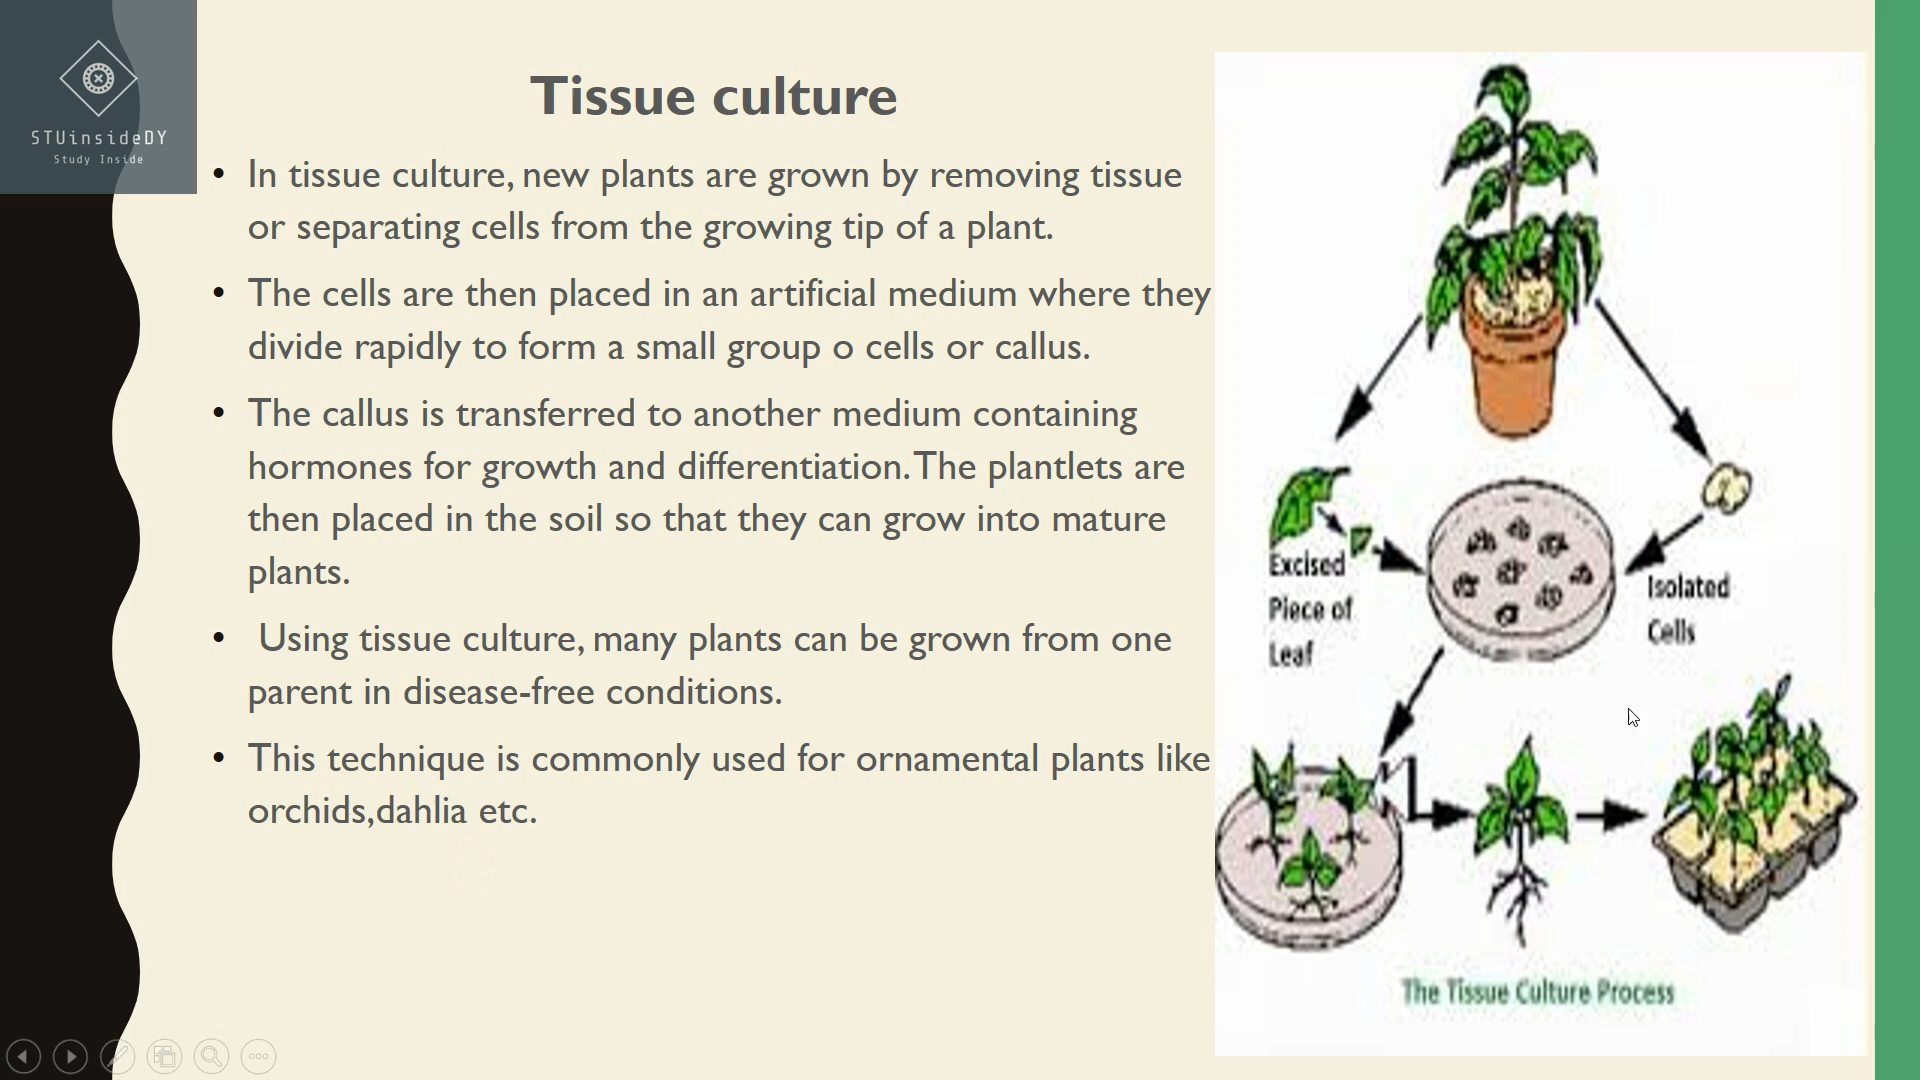 STUinsideDY
Study Inside
Tissue culture
• In tissue culture, new plants are grown by removing tissue
or separating cells from the growing tip of a plant.
• The cells are then placed in an artificial medium where they
divide rapidly to form a small group o cells or callus.
• The callus is transferred to another medium containing
hormones for growth and differentiation. The plantlets are
then placed in the soil so that they can grow into mature
plants.
• Using tissue culture, many plants can be grown from one
parent in disease-free conditions.
• This technique is commonly used for ornamental plants like
orchids,dahlia etc.
Excised
Piece of
Leaf
Isolated
Cells
The Tissue Culture Process